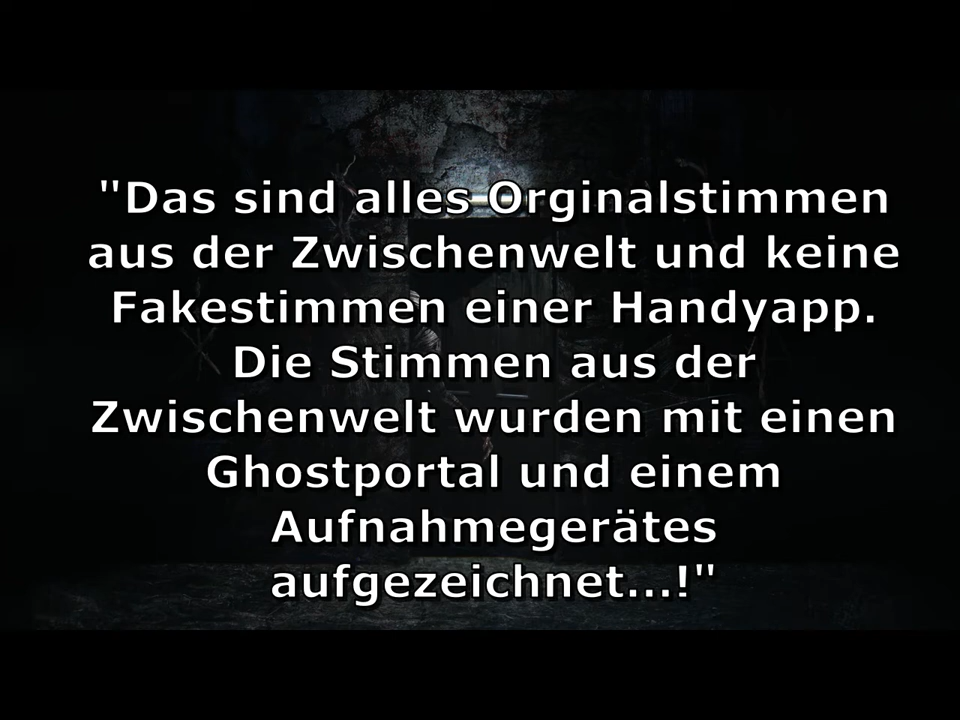 "Das sind alles Orginalstimmen
aus der Zwischenwelt und keine
Fakestimmen einer Handyapp.
Die Stimmen aus der
Zwischenwelt wurden mit einen
Ghostportal und einem
Aufnahmegerätes
aufgezeichnet...!"